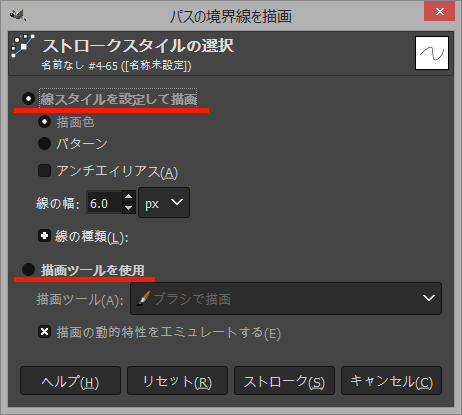 パスの境界線を描画
ストロークスタイルの選択
名前なし #4-65 ([名称未設定])
線スタイルを設定して描画
描画色
パターン
アンチエイリアス(A)
線の幅: 6.0 px
線の種類(L):
描画ツールを使用
描画ツール(A): ブラシで描画
描画の動的特性をエミュレートする(E)
ヘルプ(H) リセット(R) ストローク(S) キャンセル(C)